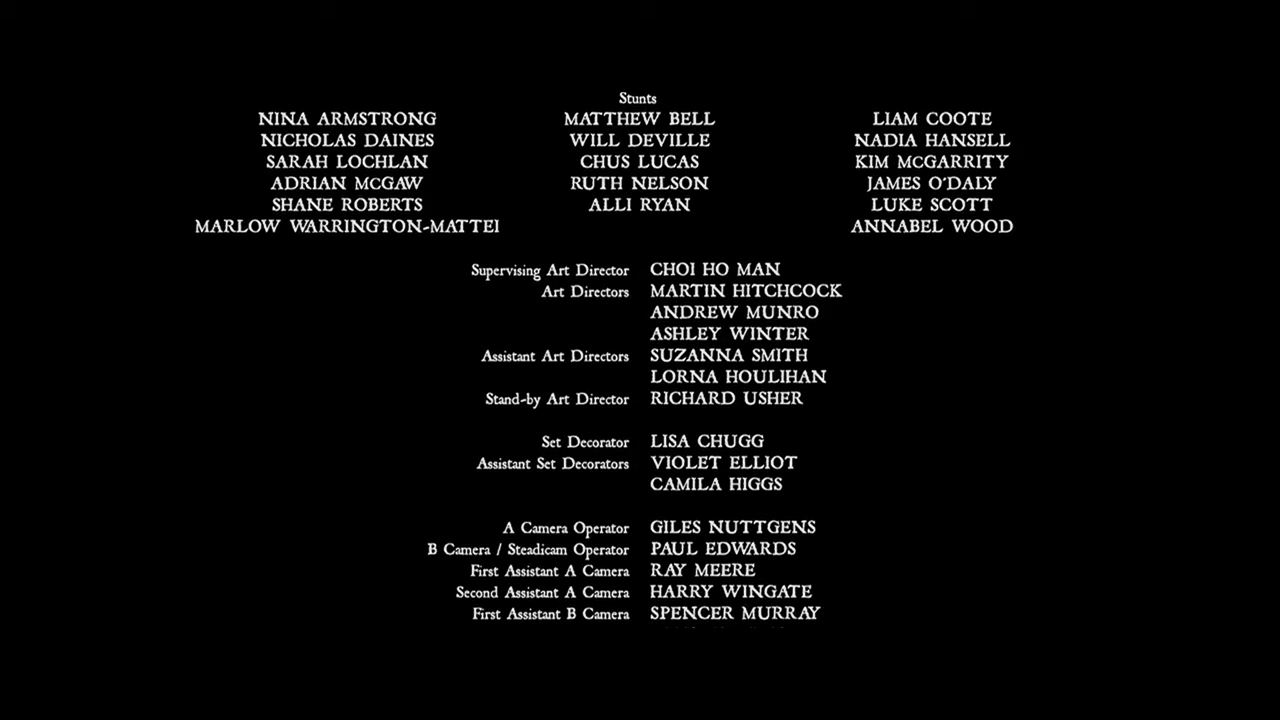 Stunts
NINA ARMSTRONG MATTHEW BELL LIAM COOTE
NICHOLAS DAINES WILL DEVILLE NADIA HANSELL
SARAH LOCHLAN CHUS LUCAS KIM McGARRITY
ADRIAN McGAW RUTH NELSON JAMES O'DALY
SHANE ROBERTS ALLI RYAN LUKE SCOTT
MARLOW WARRINGTON-MATTEI ANNABEL WOOD
Supervising Art Director CHOI HO MAN
Art Directors MARTIN HITCHCOCK
ANDREW MUNRO
ASHLEY WINTER
Assistant Art Directors SUZANNA SMITH
LORNA HOULIHAN
Stand-by Art Director RICHARD USHER
Set Decorator LISA CHUGG
Assistant Set Decorators VIOLET ELLIOT
CAMILA HIGGS
A Camera Operator GILES NUTTGENS
B Camera / Steadicam Operator PAUL EDWARDS
First Assistant A Camera RAY MEERE
Second Assistant A Camera HARRY WINGATE
First Assistant B Camera SPENCER MURRAY